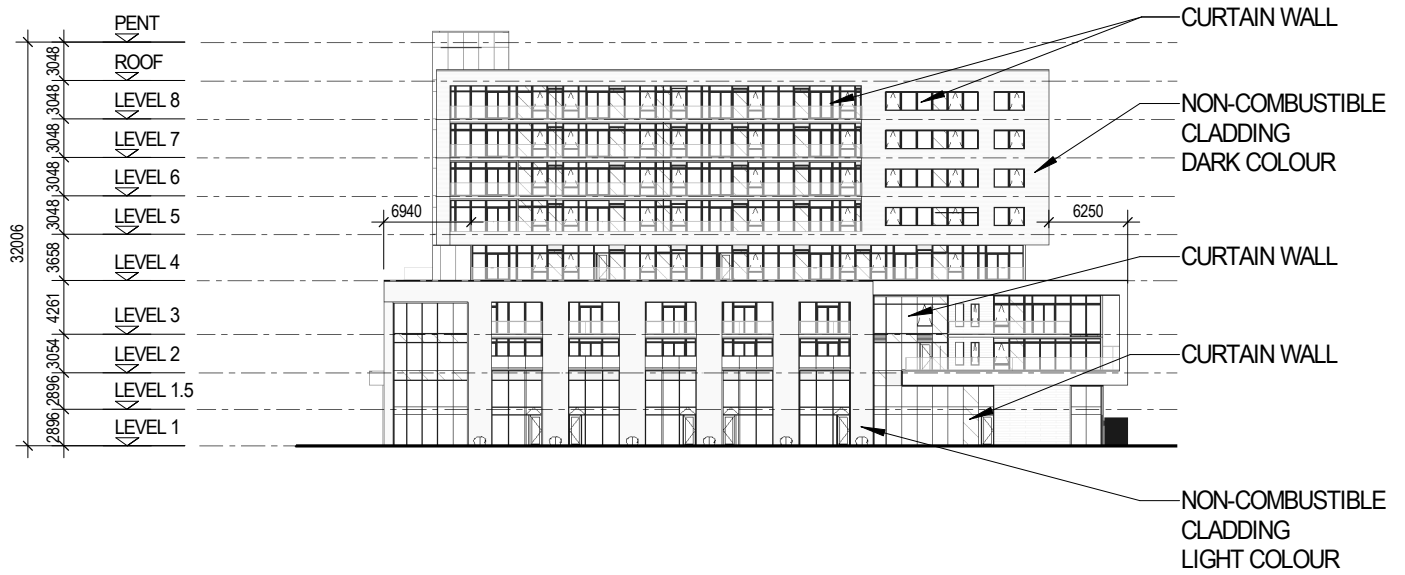 PENT
ROOF
LEVEL 8
LEVEL 7
LEVEL 6
LEVEL 5
LEVEL 4
LEVEL 3
LEVEL 2
LEVEL 1.5
LEVEL 1
32006
3048
3048
3048
3048
3048
3658
4261
3054
2896
2896
6940
6250
CURTAIN WALL
NON-COMBUSTIBLE
CLADDING
DARK COLOUR
CURTAIN WALL
CURTAIN WALL
NON-COMBUSTIBLE
CLADDING
LIGHT COLOUR